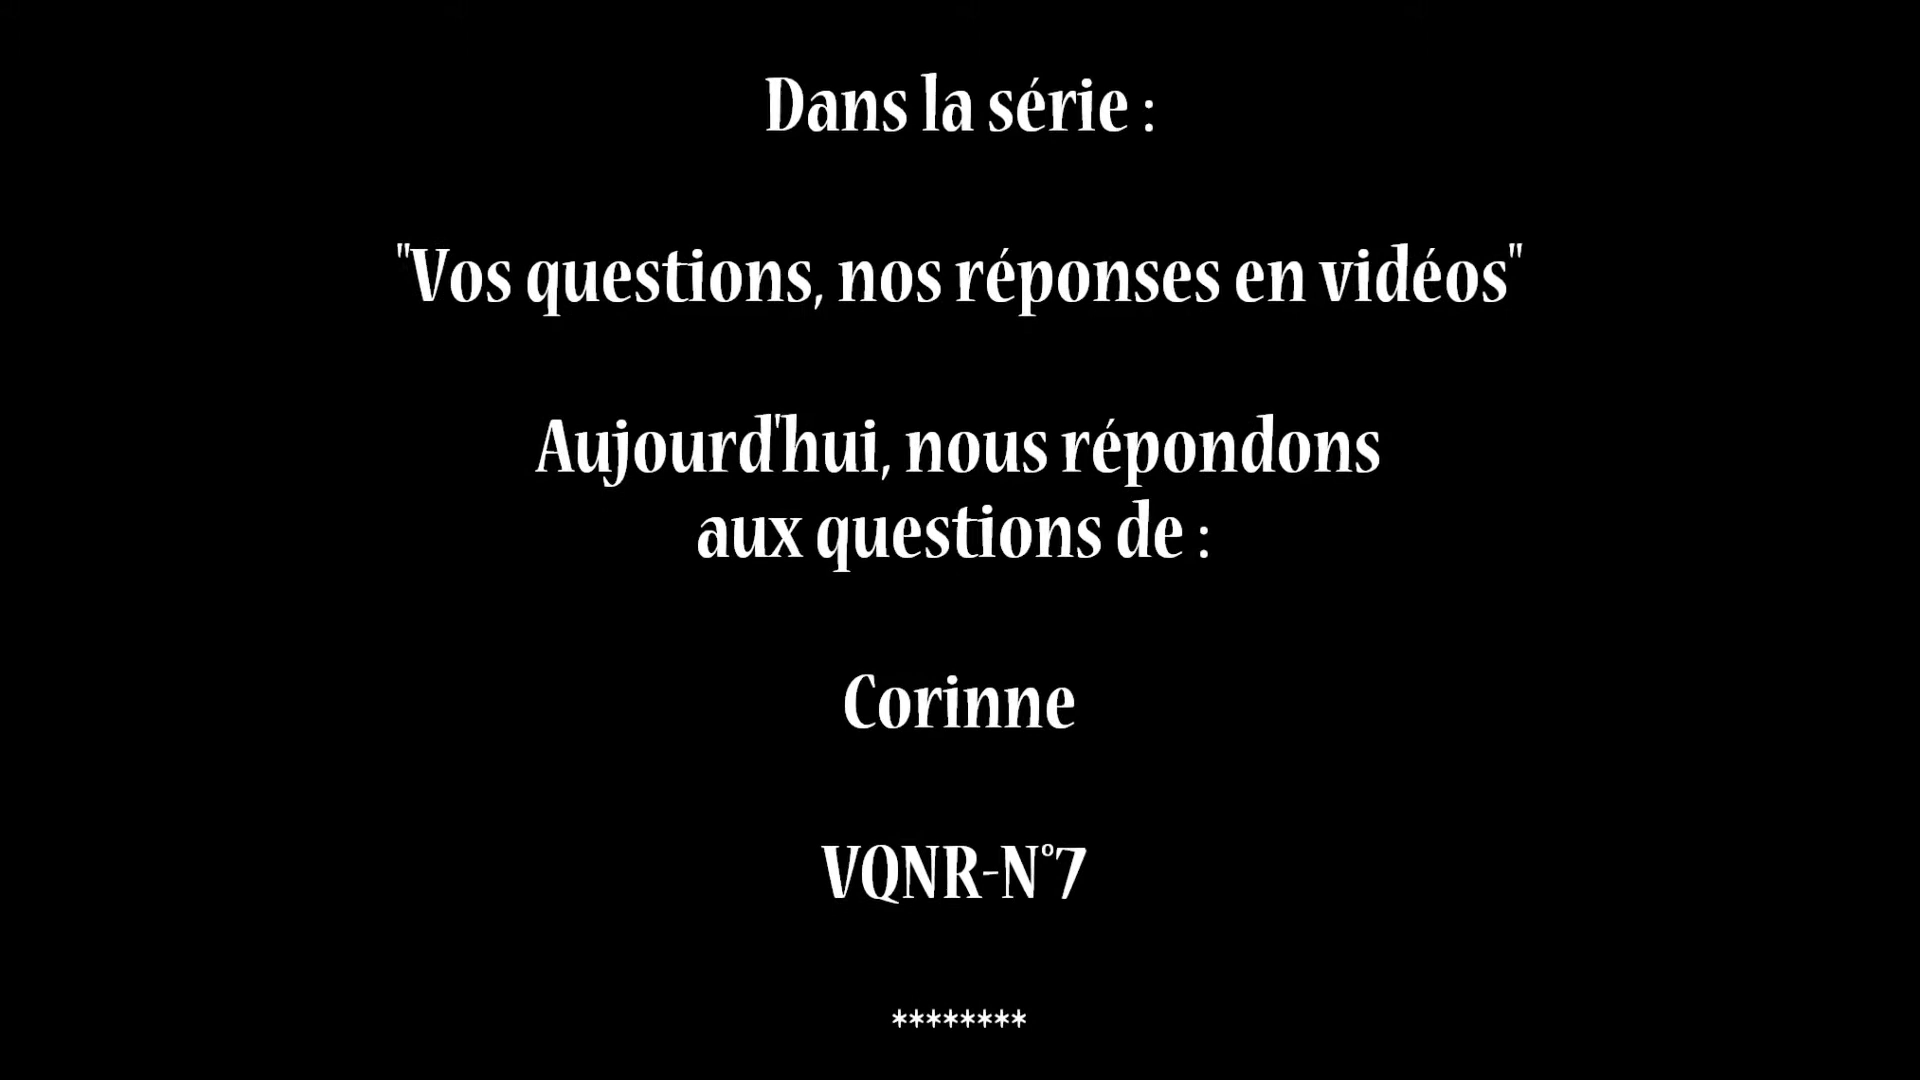 Dans la série :
"Vos questions, nos réponses en vidéos"
Aujourd'hui, nous répondons
aux questions de :
Corinne
VQNR-N°7
********